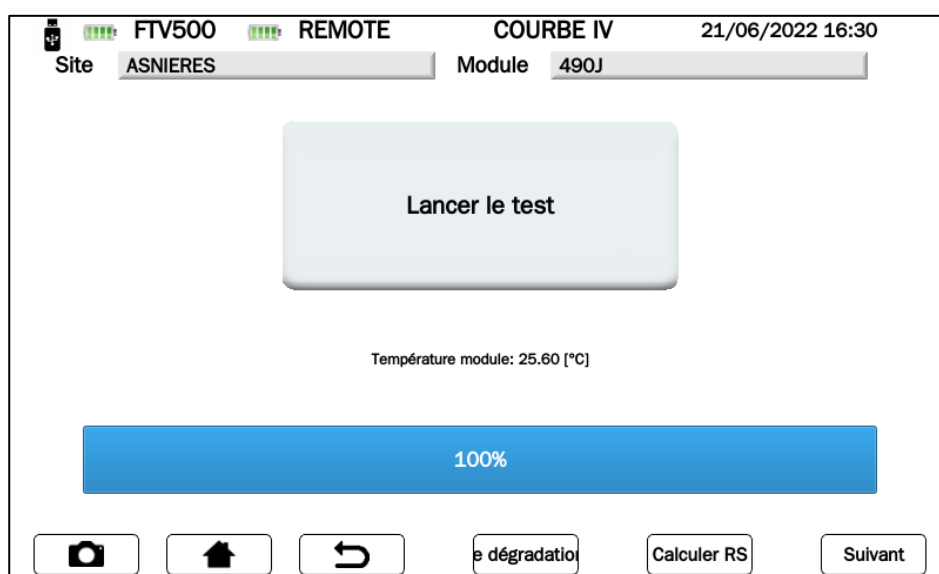 FTV500 REMOTE COURBE IV 21/06/2022 16:30
Site ASNIERES Module 490J
Lancer le test
Température module: 25.60 [°C]
100%
e dégradatio Calculer RS Suivant